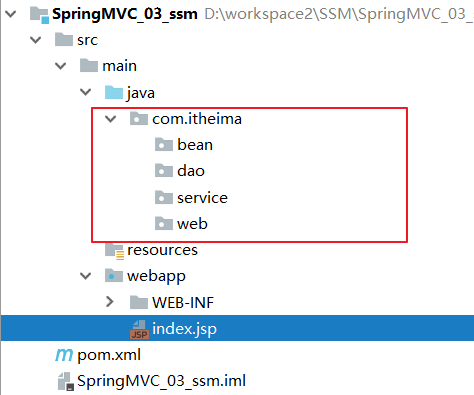 SpringMVC_03_ssm D:\workspace2\SSM\SpringMVC_03_
src
main
java
com.itheima
bean
dao
service
web
resources
webapp
WEB-INF
JSP index.jsp
m pom.xml
SpringMVC_03_ssm.iml